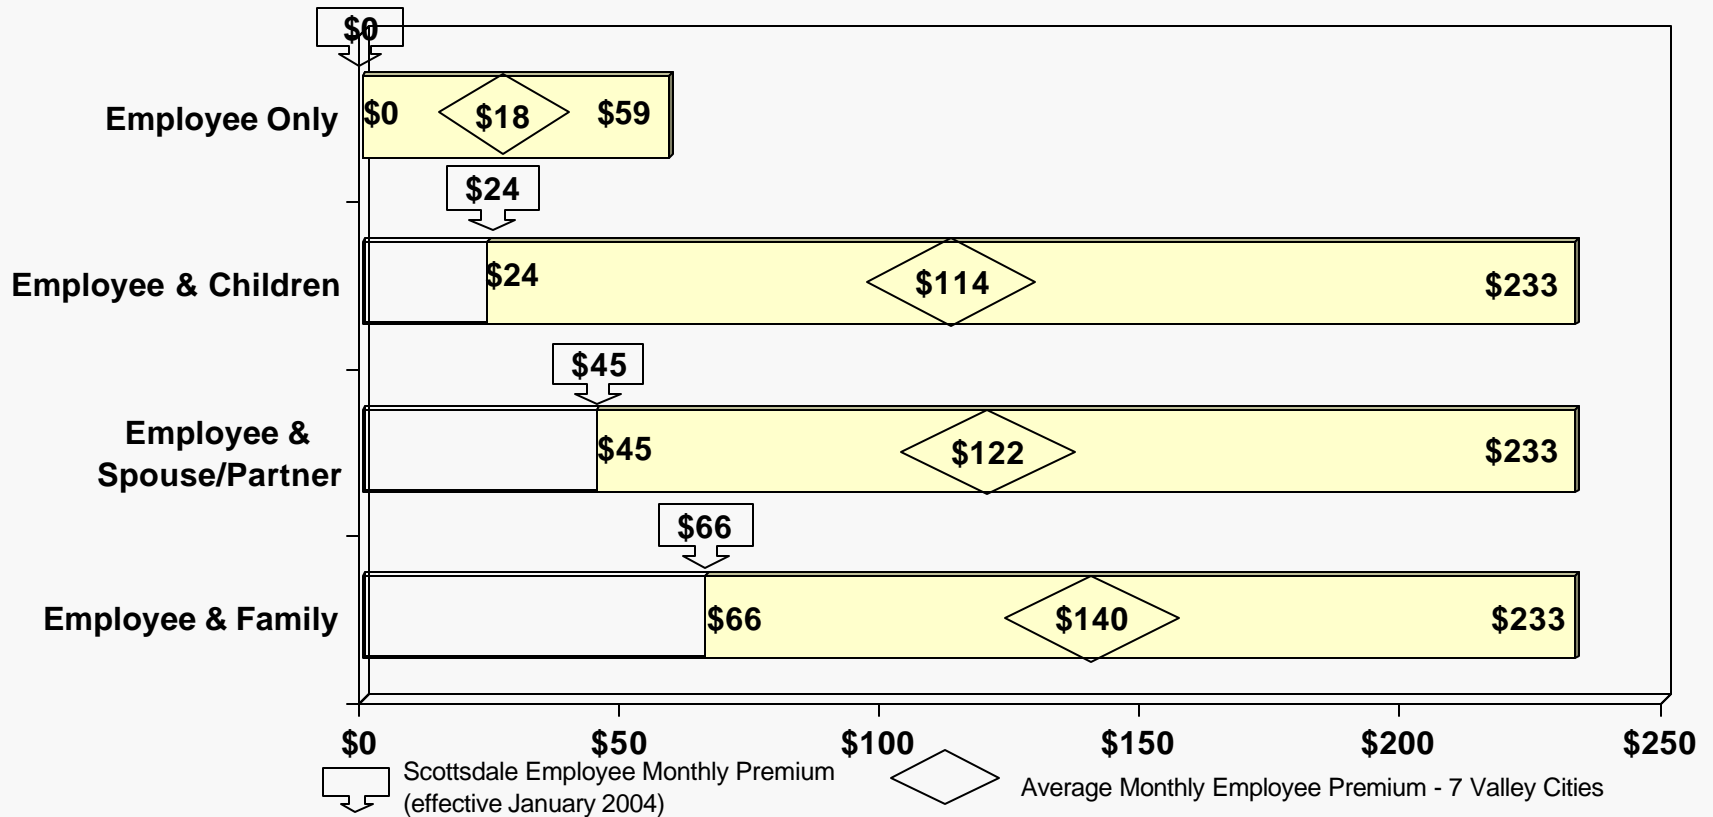 $0
Employee Only
$0 $18 $59
$24
Employee & Children
$24 $114 $233
$45
Employee &
Spouse/Partner
$45 $122 $233
$66
Employee & Family
$66 $140 $233
$0 $50 $100 $150 $200 $250
Scottsdale Employee Monthly Premium
(effective January 2004)
Average Monthly Employee Premium - 7 Valley Cities